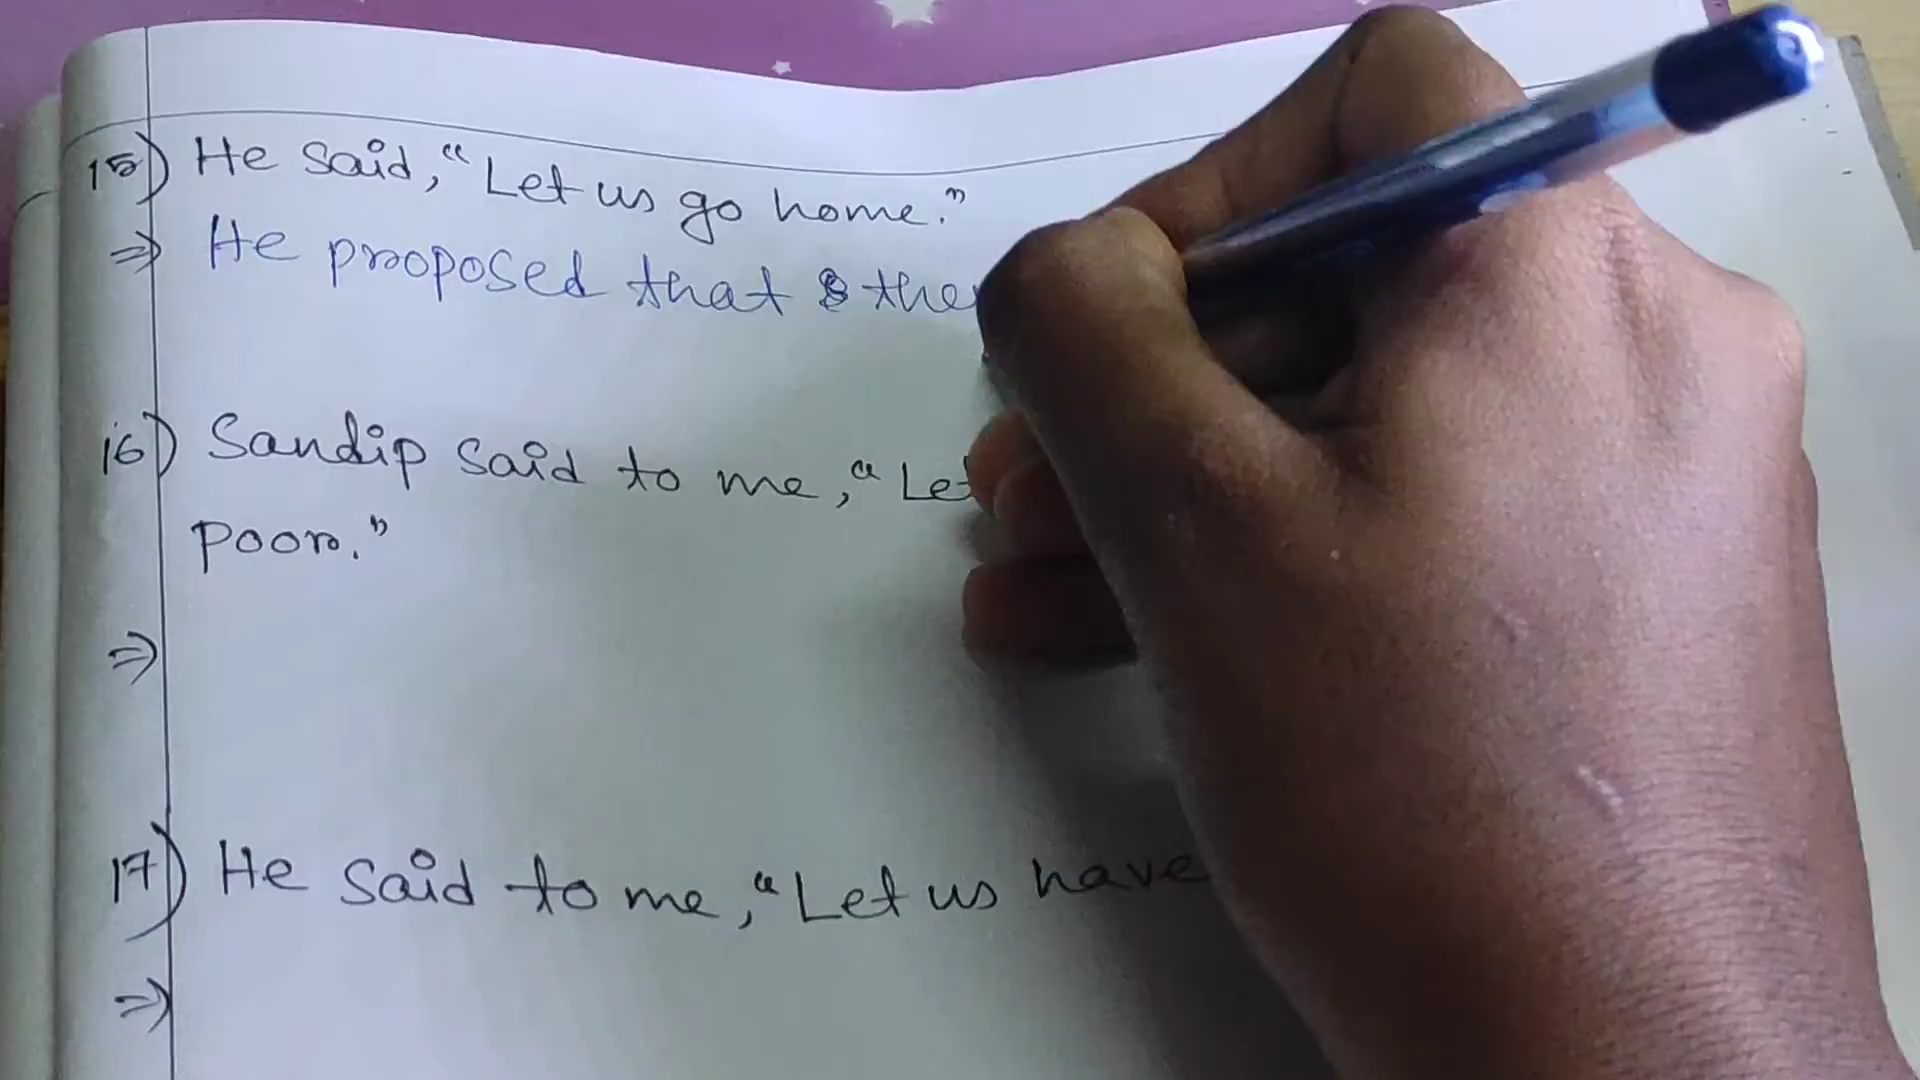 15) He said, "Let us go home."
⇒ He proposed that the
16) Sandip said to me, " Let
poor."
⇒
17) He said to me, "Let us have
⇒